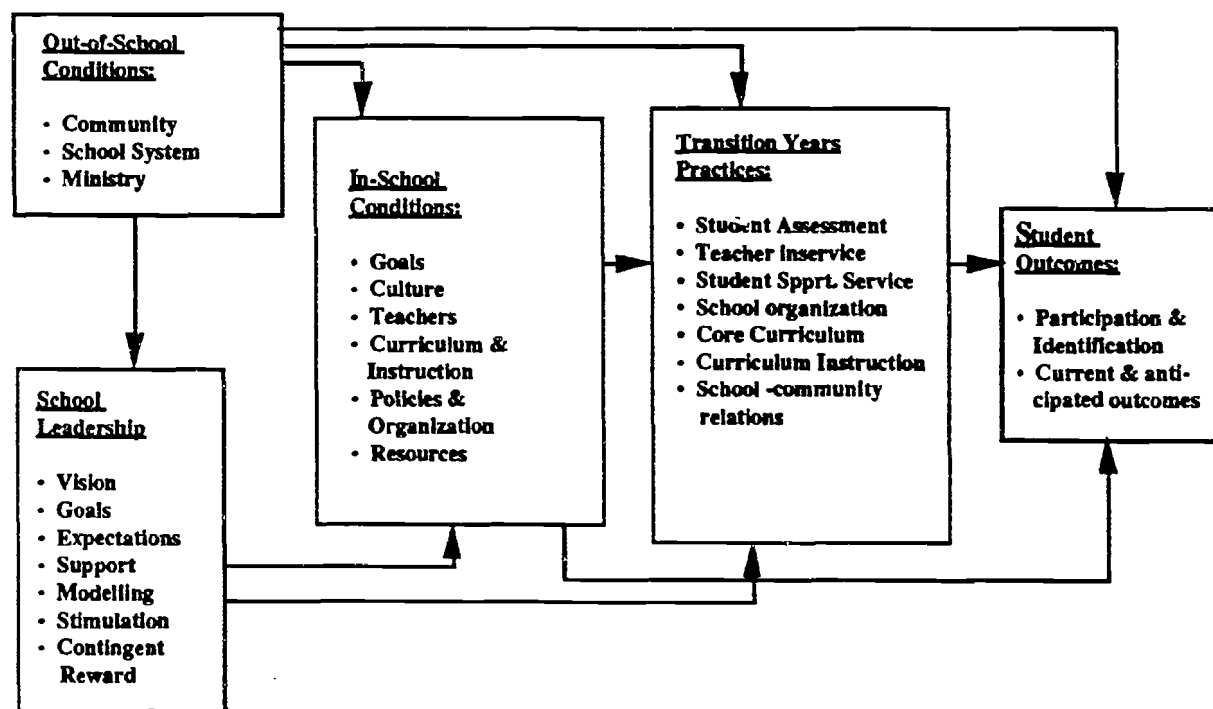 Out-of-School
Conditions:
• Community
• School System
• Ministry
School
Leadership
• Vision
• Goals
• Expectations
• Support
• Modelling
• Stimulation
• Contingent
Reward
In-School
Conditions:
• Goals
• Culture
• Teachers
• Curriculum &
Instruction
• Policies &
Organization
• Resources
Transition Years
Practices:
• Student Assessment
• Teacher inservice
• Student Spprt. Service
• School organization
• Core Curriculum
• Curriculum Instruction
• School -community
relations
Student
Outcomes:
• Participation &
Identification
• Current & anti-
cipated outcomes